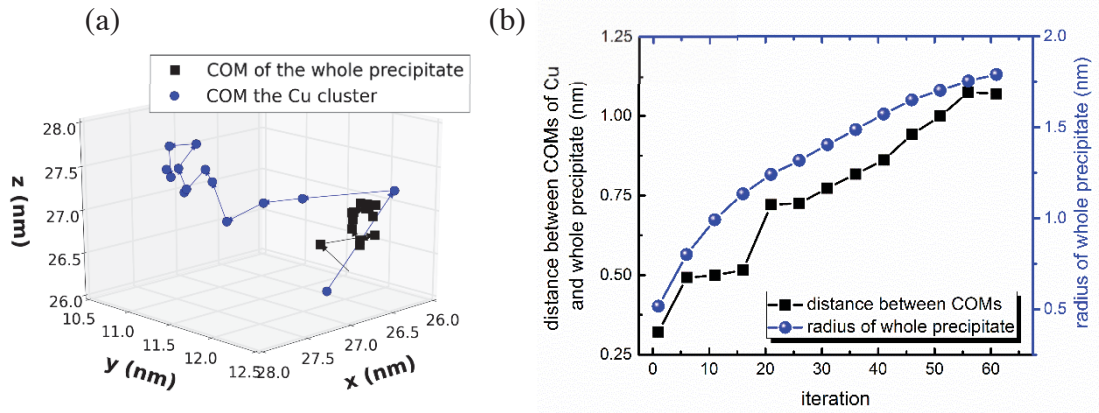 (a)
COM of the whole precipitate
COM the Cu cluster
z (nm)
28.0
27.5
27.0
26.5
26.0
10.5
11.0
11.5
12.0
12.5
y (nm)
28.0
27.5
27.0
26.5
26.0
x (nm)
(b)
distance between COMs of Cu
and whole precipitate (nm)
1.25
1.00
0.75
0.50
0.25
0 10 20 30 40 50 60
iteration
distance between COMs
radius of whole precipitate
2.0
1.5
1.0
0.5
radius of whole precipitate (nm)